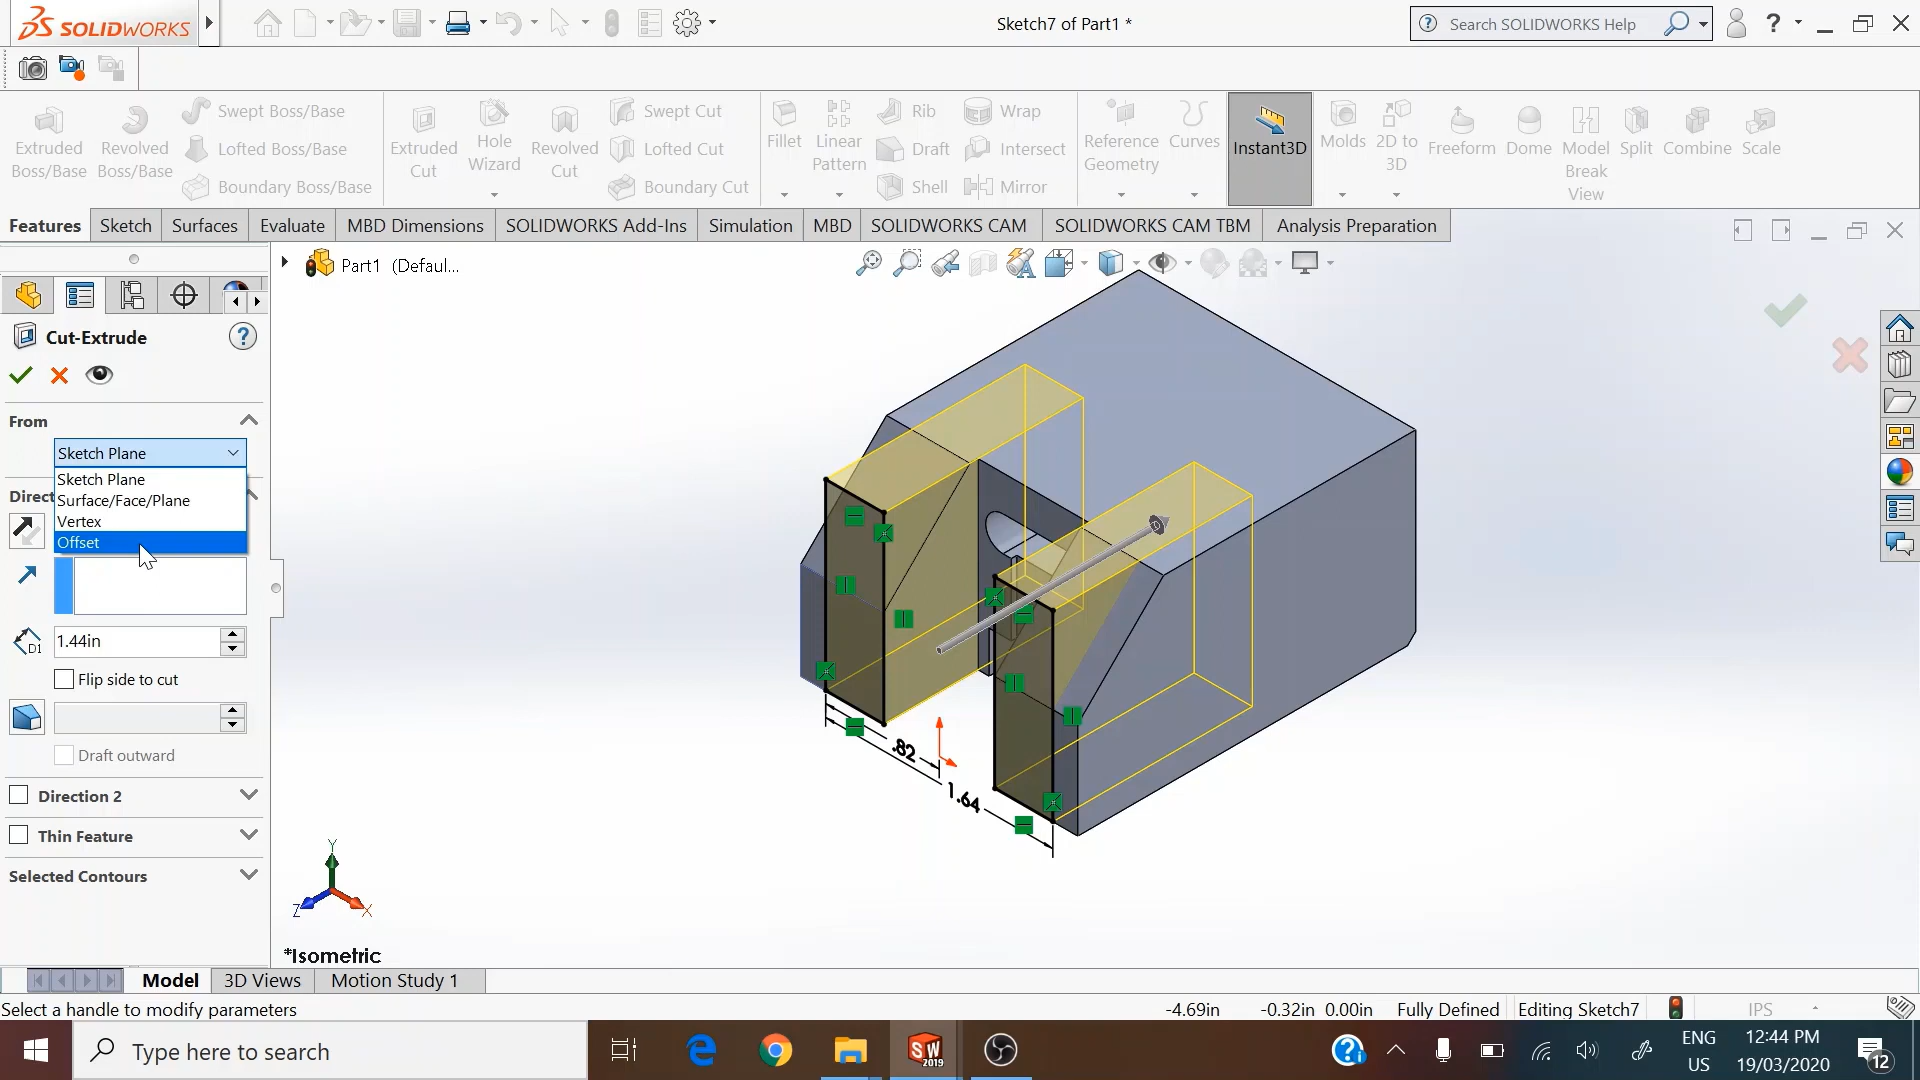 SOLIDWORKS
Sketch7 of Part1 *
Search SOLIDWORKS Help
Extruded Boss/Base
Revolved Boss/Base
Swept Boss/Base
Lofted Boss/Base
Boundary Boss/Base
Extruded Cut
Hole Wizard
Revolved Cut
Swept Cut
Lofted Cut
Boundary Cut
Fillet
Linear Pattern
Rib
Draft
Shell
Wrap
Intersect
Mirror
Reference Geometry
Curves
Instant3D
Molds
2D to 3D
Freeform
Dome
Model Break View
Split
Combine
Scale
Features
Sketch
Surfaces
Evaluate
MBD Dimensions
SOLIDWORKS Add-Ins
Simulation
MBD
SOLIDWORKS CAM
SOLIDWORKS CAM TBM
Analysis Preparation
Part1 (Defaul...
Cut-Extrude
From
Sketch Plane
Sketch Plane
Surface/Face/Plane
Vertex
Offset
Direct
D1
1.44in
Flip side to cut
Draft outward
Direction 2
Thin Feature
Selected Contours
.82
1.64
Y
Z
X
*Isometric
Model
3D Views
Motion Study 1
Select a handle to modify parameters
-4.69in
-0.32in
0.00in
Fully Defined
Editing Sketch7
IPS
Type here to search
SW
2019
ENG
US
12:44 PM
19/03/2020
12